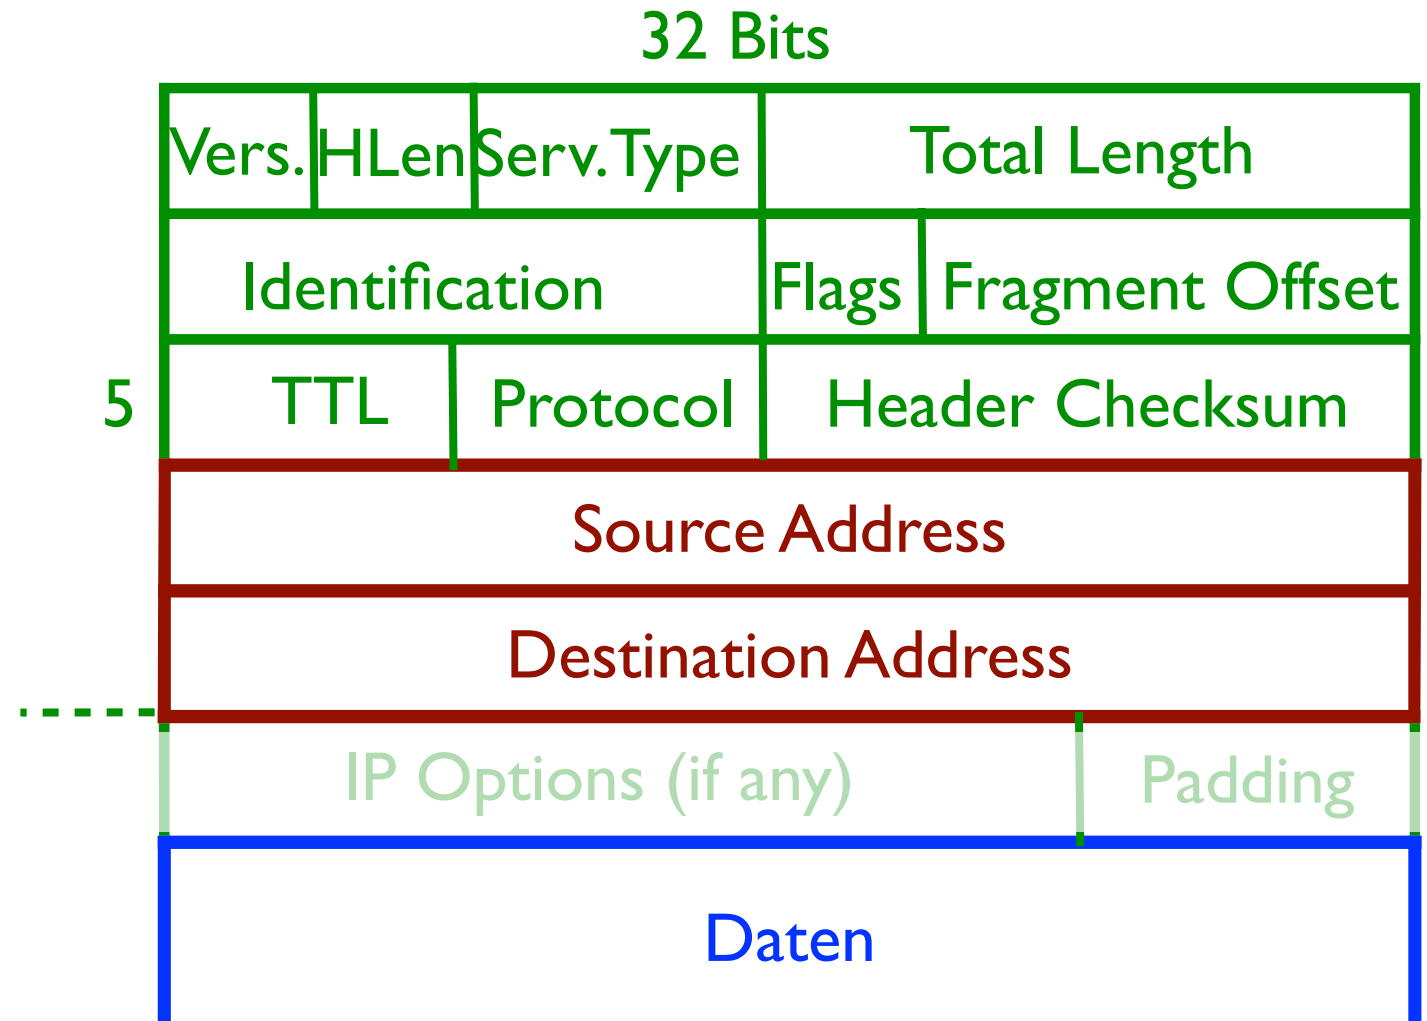 32 Bits
Vers. HLen Serv. Type Total Length
Identification Flags Fragment Offset
5 TTL Protocol Header Checksum
Source Address
Destination Address
IP Options (if any) Padding
Daten